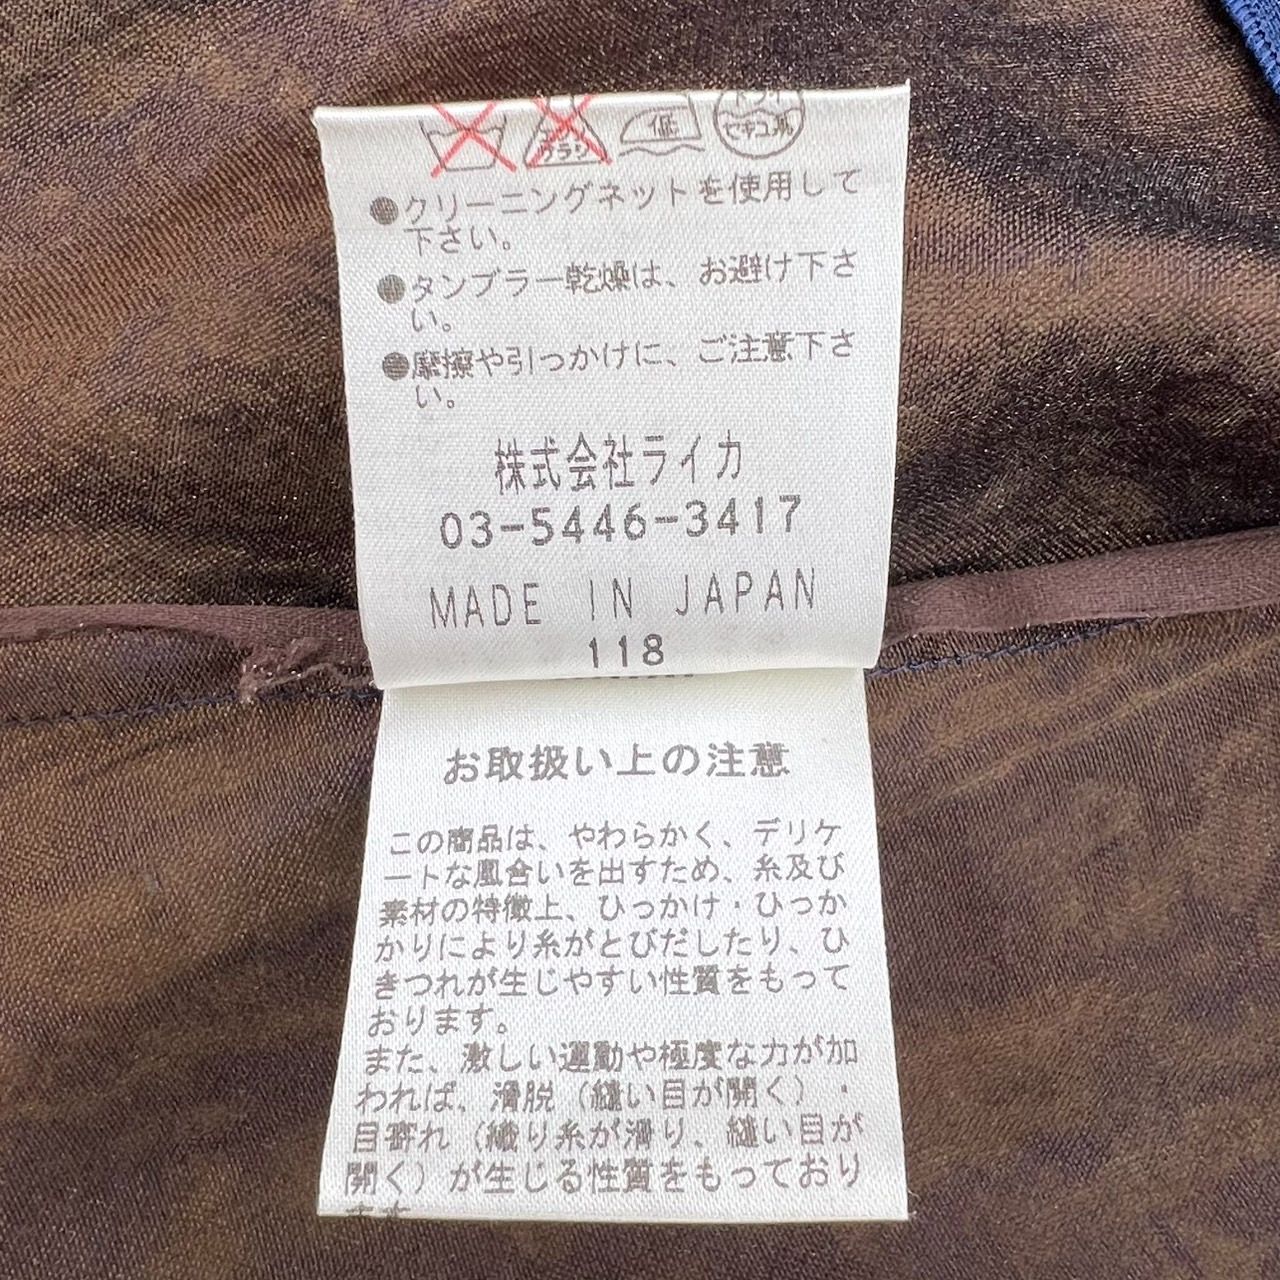 低
ドライ
セキユ系
●クリーニングネットを使用して
下さい。
●タンブラー乾燥は、お避け下さ
い。
●摩擦や引っかけに、ご注意下さ
い。
株式会社ライカ
03-5446-3417
MADE IN JAPAN
118
お取扱い上の注意
この商品は、やわらかく、デリケ
ートな風合いを出すため、糸及び
素材の特徴上、ひっかけ・ひっか
かりにより糸がとびだしたり、ひ
きつれが生じやすい性質をもって
おります。
また、激しい運動や極度な力が加
われば、滑脱（縫い目が開く）・
目寄れ（織り糸が滑り、縫い目が
開く）が生じる性質をもっており